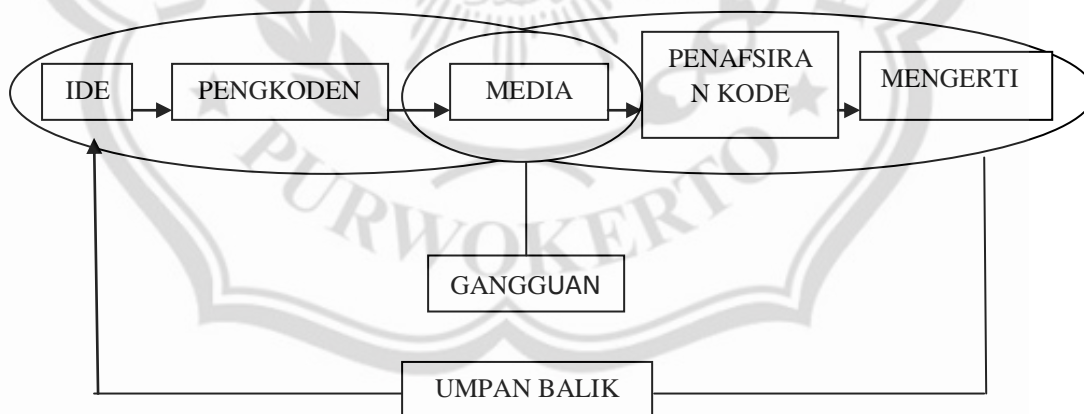 IDE
PENGKODEN
MEDIA
PENAFSIRA
N KODE
MENGERTI
GANGGUAN
UMPAN BALIK
PURWOKERTO